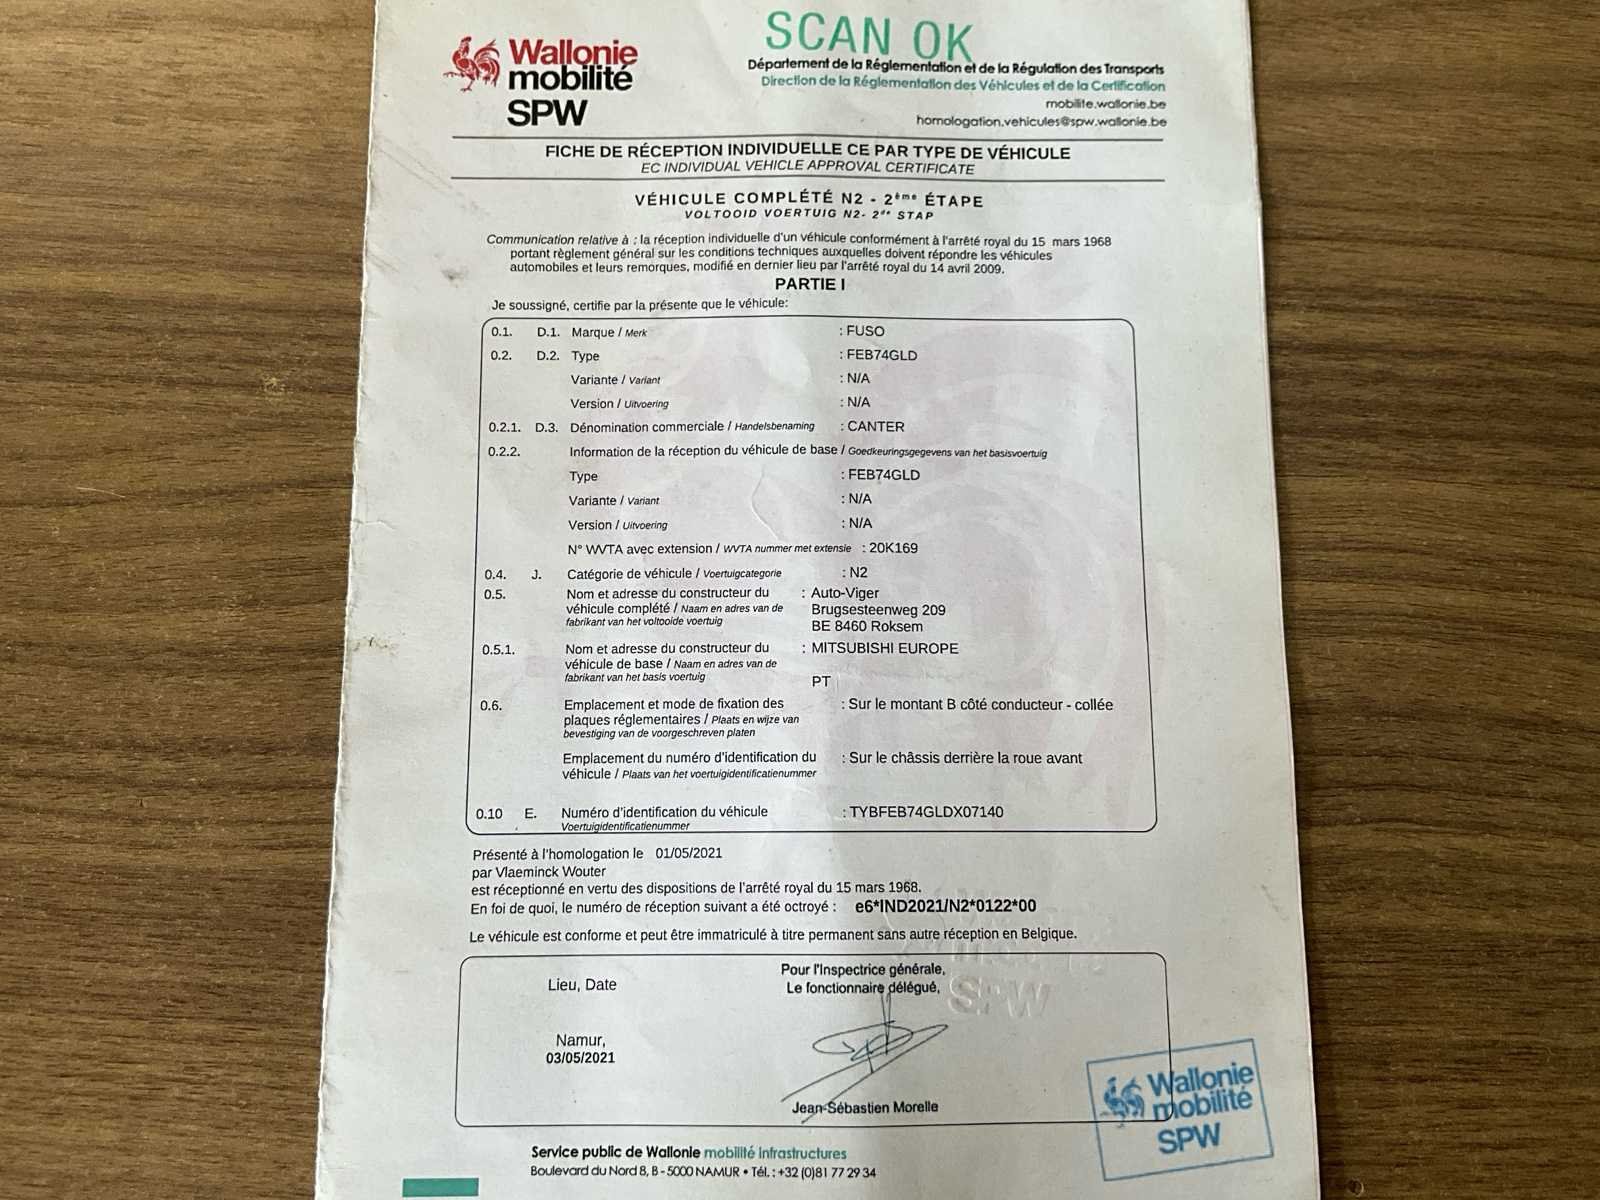 SCAN OK
Wallonie
mobilité
SPW
Département de la Réglementation et de la Régulation des Transports
Direction de la Réglementation des Véhicules et de la Certification
mobilite.wallonie.be
homologation.vehicules@spw.wallonie.be
FICHE DE RÉCEPTION INDIVIDUELLE CE PAR TYPE DE VÉHICULE
EC INDIVIDUAL VEHICLE APPROVAL CERTIFICATE
VÉHICULE COMPLÉTÉ N2 - 2ème ÉTAPE
VOLTOOID VOERTUIG N2- 2de STAP
Communication relative à : la réception individuelle d'un véhicule conformément à l'arrêté royal du 15 mars 1968
portant règlement général sur les conditions techniques auxquelles doivent répondre les véhicules
automobiles et leurs remorques, modifié en dernier lieu par l'arrêté royal du 14 avril 2009.
PARTIE I
Je soussigné, certifie par la présente que le véhicule:
0.1. D.1. Marque / Merk : FUSO
0.2. D.2. Type : FEB74GLD
Variante / Variant : N/A
Version / Uitvoering : N/A
0.2.1. D.3. Dénomination commerciale / Handelsbenaming : CANTER
0.2.2. Information de la réception du véhicule de base / Goedkeuringsgegevens van het basisvoertuig
Type : FEB74GLD
Variante / Variant : N/A
Version / Uitvoering : N/A
N° WVTA avec extension / WVTA nummer met extensie : 20K169
0.4. J. Catégorie de véhicule / Voertuigcategorie : N2
0.5. Nom et adresse du constructeur du : Auto-Viger
véhicule complété / Naam en adres van de Brugsesteenweg 209
fabrikant van het voltooide voertuig BE 8460 Roksem
0.5.1. Nom et adresse du constructeur du : MITSUBISHI EUROPE
véhicule de base / Naam en adres van de
fabrikant van het basis voertuig PT
0.6. Emplacement et mode de fixation des : Sur le montant B côté conducteur - collée
plaques réglementaires / Plaats en wijze van
bevestiging van de voorgeschreven platen
Emplacement du numéro d'identification du : Sur le châssis derrière la roue avant
véhicule / Plaats van het voertuigidentificatienummer
0.10 E. Numéro d'identification du véhicule : TYBFEB74GLDX07140
Voertuigidentificatienummer
Présenté à l'homologation le 01/05/2021
par Vlaeminck Wouter
est réceptionné en vertu des dispositions de l'arrêté royal du 15 mars 1968.
En foi de quoi, le numéro de réception suivant a été octroyé : e6*IND2021/N2*0122*00
Le véhicule est conforme et peut être immatriculé à titre permanent sans autre réception en Belgique.
Pour l'Inspectrice générale,
Lieu, Date Le fonctionnaire délégué,
SPW
Namur,
03/05/2021
Jean-Sébastien Morelle
Wallonie
mobilité
SPW
Service public de Wallonie mobilité infrastructures
Boulevard du Nord 8, B - 5000 NAMUR • Tél. : +32 (0)81 77 29 34